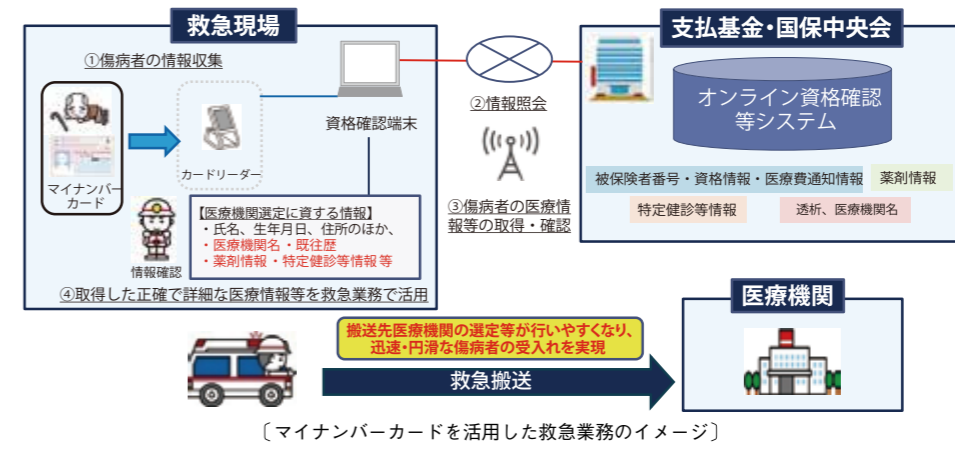 救急現場
①傷病者の情報収集
マイナンバー
カード
カードリーダー
資格確認端末
情報確認
【医療機関選定に資する情報】
・氏名、生年月日、住所のほか、
・医療機関名・既往歴
・薬剤情報・特定健診等情報 等
④取得した正確で詳細な医療情報等を救急業務で活用
②情報照会
③傷病者の医療情
報等の取得・確認
支払基金・国保中央会
オンライン資格確認
等システム
被保険者番号・資格情報・医療費通知情報
薬剤情報
特定健診等情報
透析、医療機関名
搬送先医療機関の選定等が行いやすくなり、
迅速・円滑な傷病者の受入れを実現
救急搬送
医療機関
〔マイナンバーカードを活用した救急業務のイメージ〕